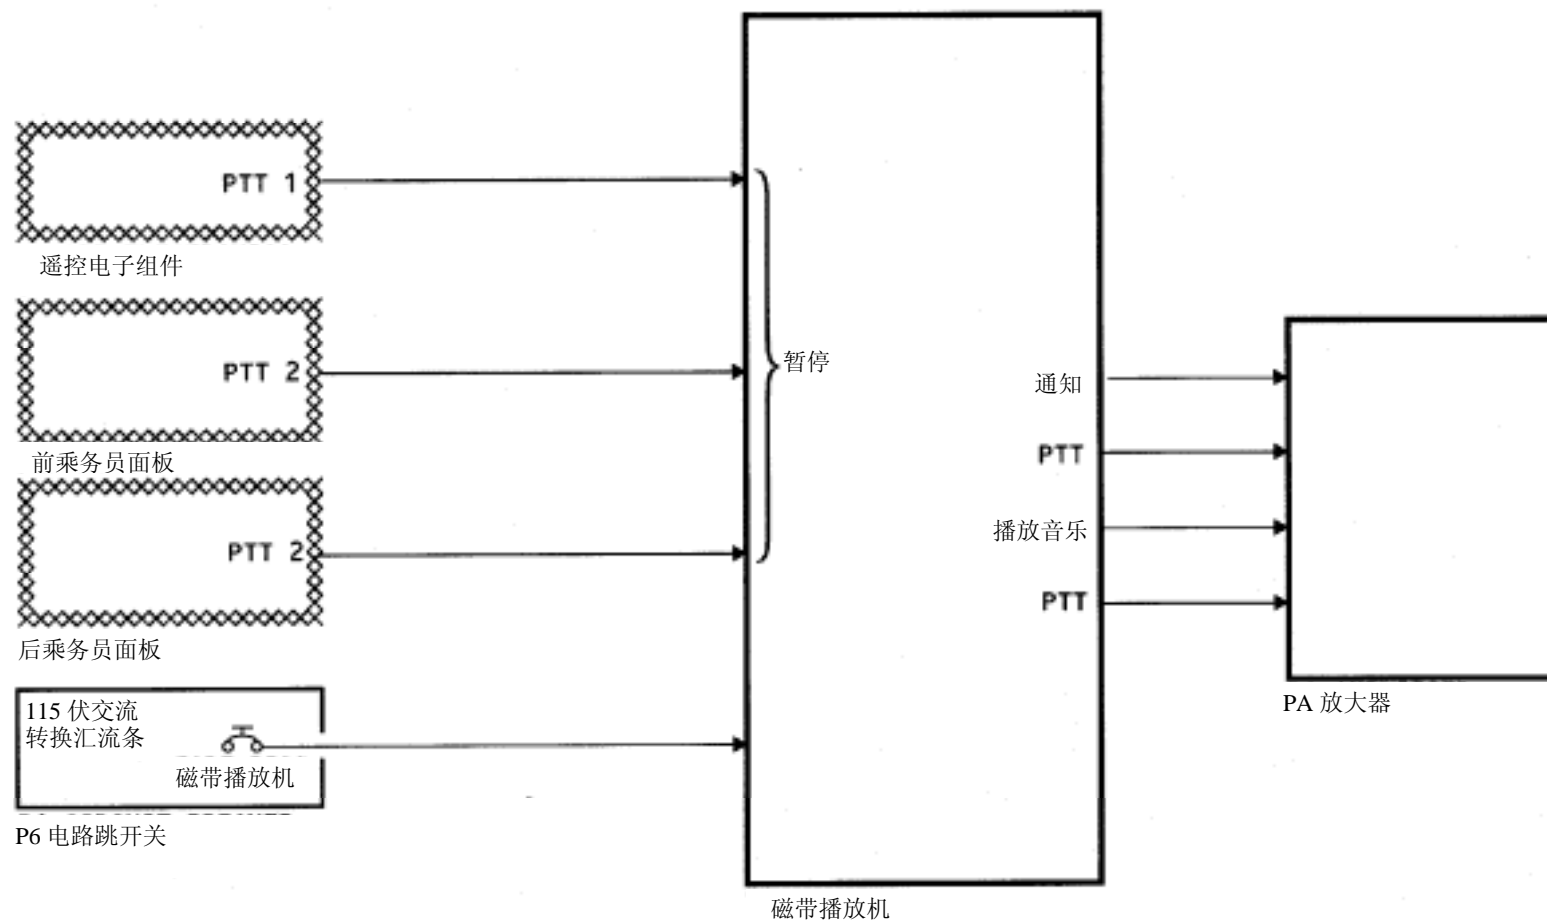 PTT 1
遥控电子组件
PTT 2
前乘务员面板
PTT 2
后乘务员面板
115 伏交流
转换汇流条
磁带播放机
P6 电路跳开关
暂停
通知
PTT
播放音乐
PTT
磁带播放机
PA 放大器